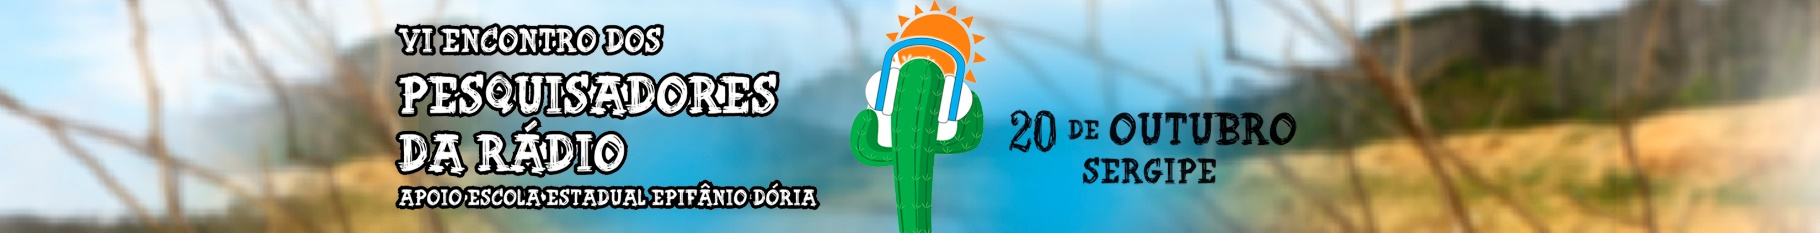 VI ENCONTRO DOS
PESQUISADORES
DA RÁDIO
APOIO ESCOLA ESTADUAL EPIFÂNIO DÓRIA
20 DE OUTUBRO
SERGIPE